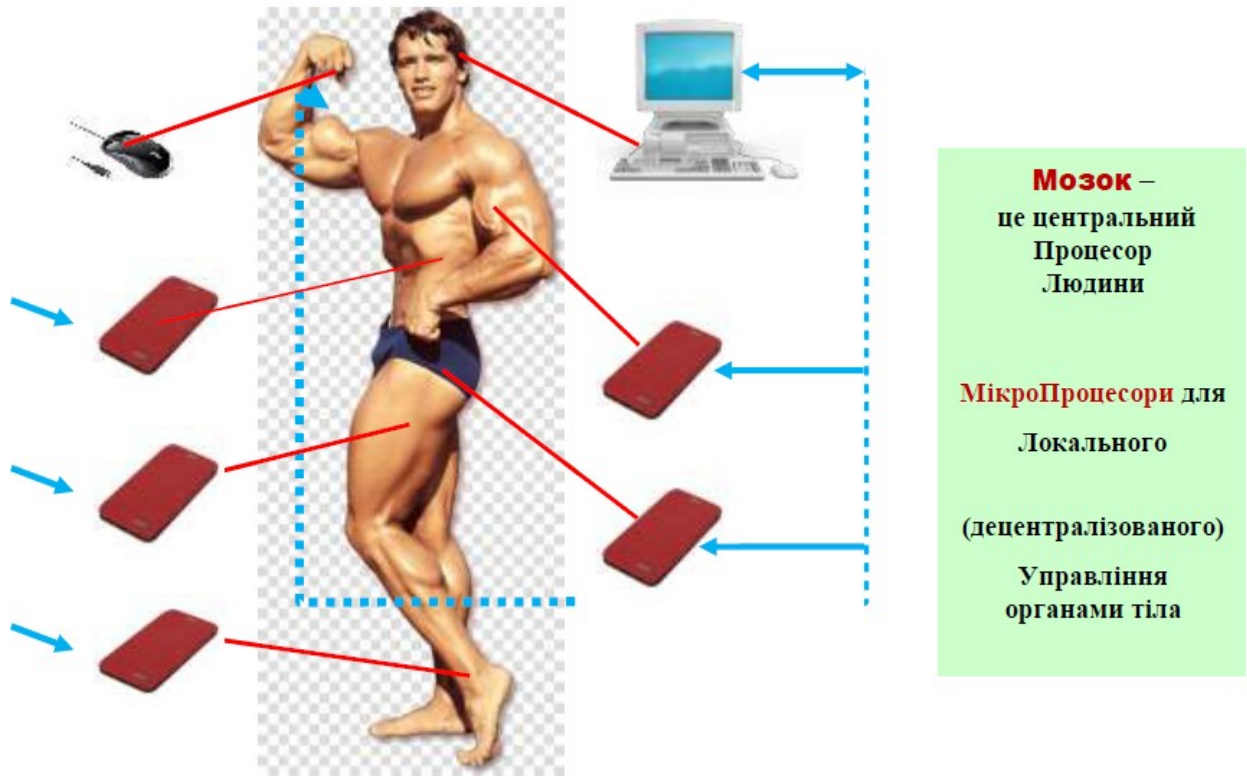 Мозок –
це центральний
Процесор
Людини
МікроПроцесори для
Локального
(децентралізованого)
Управління
органами тіла